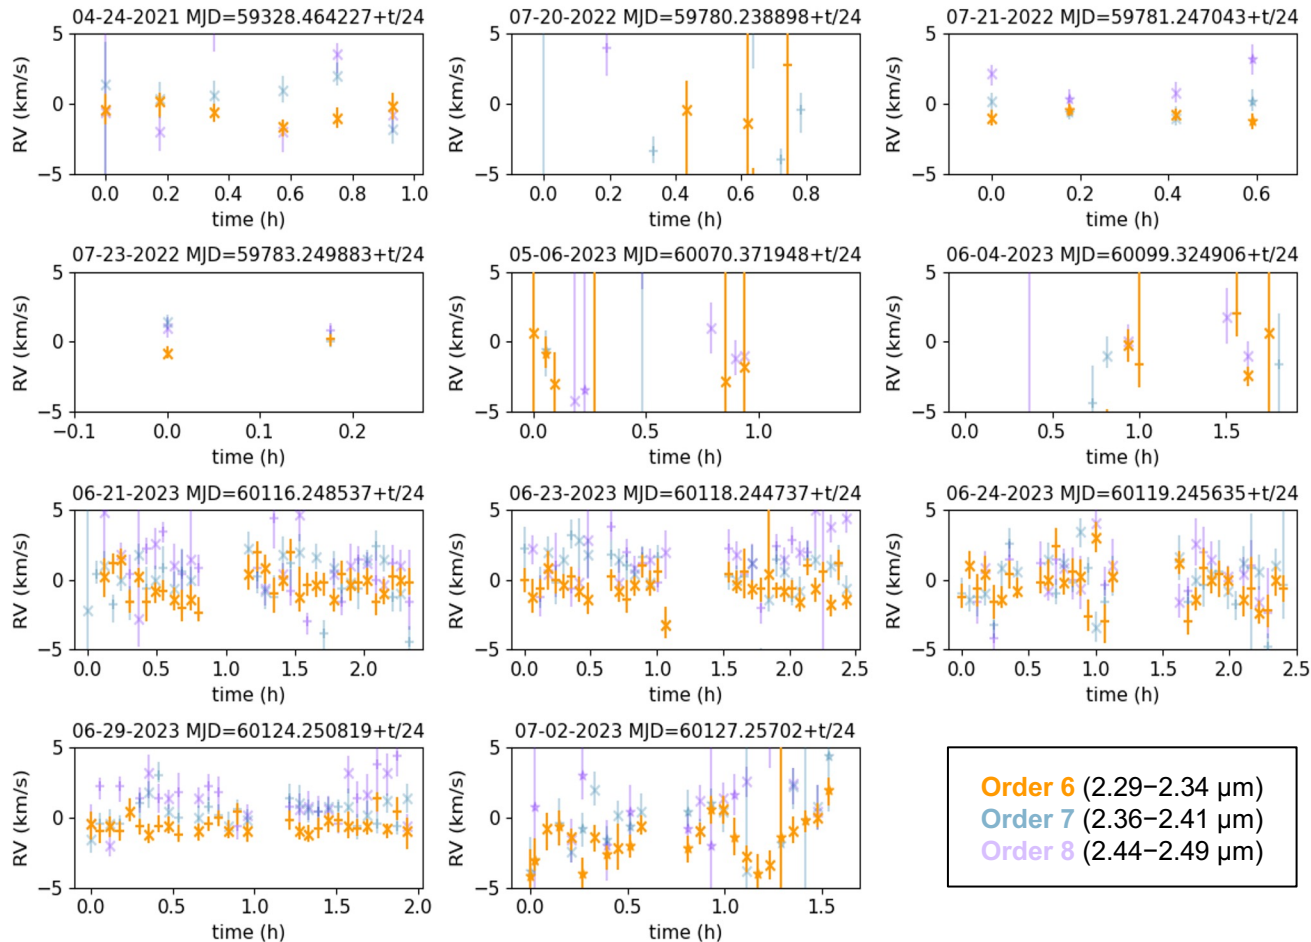 04-24-2021 MJD=59328.464227+t/24
07-20-2022 MJD=59780.238898+t/24
07-21-2022 MJD=59781.247043+t/24
RV (km/s)
5
0
−5
0.0 0.2 0.4 0.6 0.8 1.0
time (h)
RV (km/s)
5
0
−5
0.0 0.2 0.4 0.6 0.8
time (h)
RV (km/s)
5
0
−5
0.0 0.2 0.4 0.6
time (h)
07-23-2022 MJD=59783.249883+t/24
05-06-2023 MJD=60070.371948+t/24
06-04-2023 MJD=60099.324906+t/24
RV (km/s)
5
0
−5
−0.1 0.0 0.1 0.2
time (h)
RV (km/s)
5
0
−5
0.0 0.5 1.0
time (h)
RV (km/s)
5
0
−5
0.0 0.5 1.0 1.5
time (h)
06-21-2023 MJD=60116.248537+t/24
06-23-2023 MJD=60118.244737+t/24
06-24-2023 MJD=60119.245635+t/24
RV (km/s)
5
0
−5
0.0 0.5 1.0 1.5 2.0
time (h)
RV (km/s)
5
0
−5
0.0 0.5 1.0 1.5 2.0 2.5
time (h)
RV (km/s)
5
0
−5
0.0 0.5 1.0 1.5 2.0 2.5
time (h)
06-29-2023 MJD=60124.250819+t/24
07-02-2023 MJD=60127.25702+t/24
RV (km/s)
5
0
−5
0.0 0.5 1.0 1.5 2.0
time (h)
RV (km/s)
5
0
−5
0.0 0.5 1.0 1.5
time (h)
Order 6 (2.29−2.34 µm)
Order 7 (2.36−2.41 µm)
Order 8 (2.44−2.49 µm)